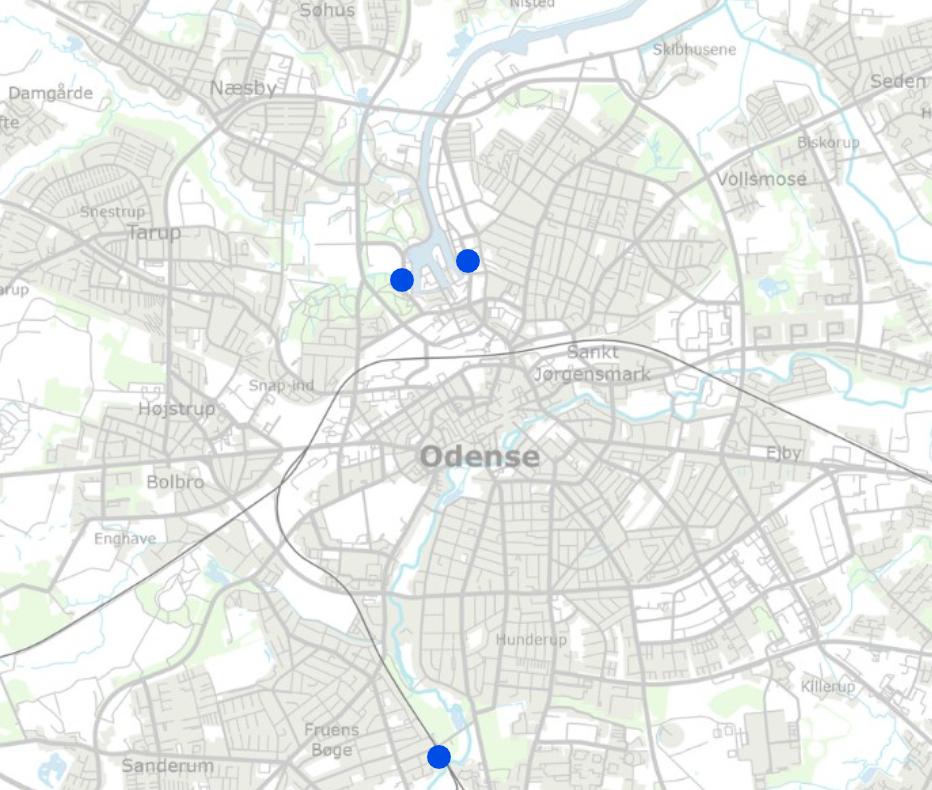 Søhus
Nisted
Skibhusene
Damgårde
Næsby
Seden
Biskorup
Vollsmose
Snestrup
Tarup
Sankt
Jørgensmark
Snap-ind
Højstrup
Odense
Ejby
Bolbro
Enghave
Hunderup
Killerup
Fruens
Bøge
Sanderum